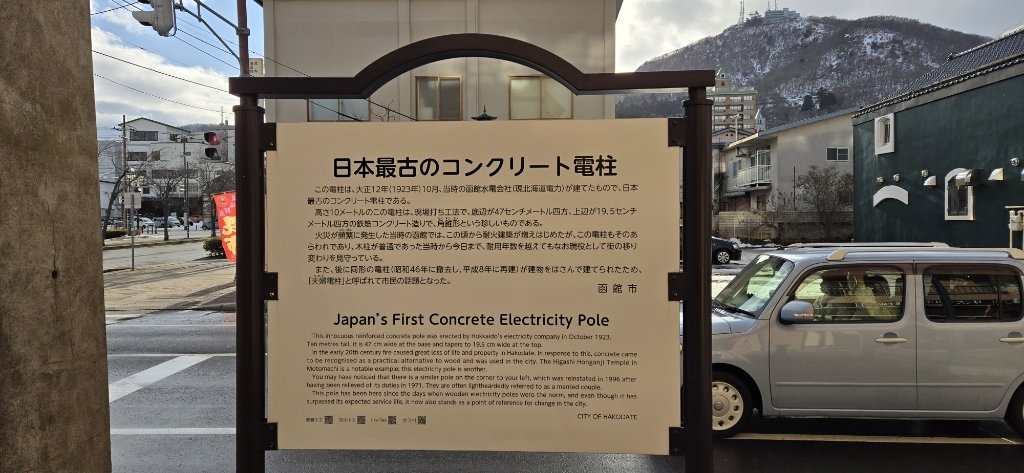 日本最古のコンクリート電柱
この電柱は、大正12年(1923年)10月、当時の函館水電会社(現北海道電力)が建てたもので、日本
最古のコンクリート電柱である。
高さ10メートルのこの電柱は、現場打ち工法で、底辺が47センチメートル四方、上辺が19.5センチ
メートル四方の鉄筋コンクリート造りで、角錐形という珍しいものである。
火災が頻繁に発生した当時の函館では、この頃から耐火建築が増えはじめたが、この電柱もそのあ
らわれであり、木柱が普通であった当時から今日まで、耐用年数を越えてもなお現役として街の移り
変わりを見守っている。
また、後に同形の電柱(昭和46年に撤去し、平成8年に再建)が建物をはさんで建てられたため、
「夫婦電柱」と呼ばれて市民の話題となった。
函館市
Japan's First Concrete Electricity Pole
This innocuous reinforced concrete pole was erected by Hokkaido's electricity company in October 1923.
Ten metres tall, it is 47 cm wide at the base and tapers to 19.5 cm wide at the top.
In the early 20th century fire caused great loss of life and property in Hakodate. In response to this, concrete came
to be recognised as a practical alternative to wood and was used in the city. The Higashi Honganji Temple in
Motomachi is a notable example; this electricity pole is another.
You may have noticed that there is a similar pole on the corner to your left, which was reinstated in 1996 after
having been relieved of its duties in 1971. They are often lightheartedly referred to as a married couple.
This pole has been here since the days when wooden electricity poles were the norm, and even though it has
surpassed its expected service life, it now also stands as a point of reference for change in the city.
CITY OF HAKODATE